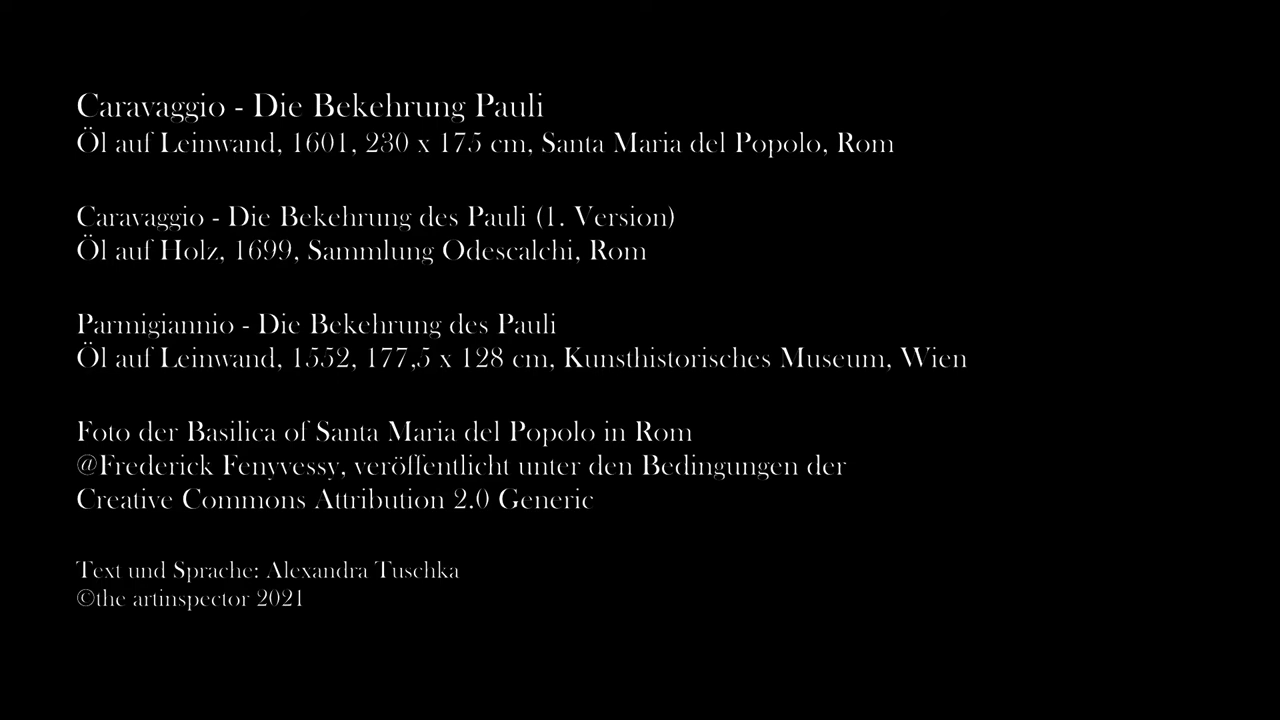 Caravaggio - Die Bekehrung Pauli
Öl auf Leinwand, 1601, 230 x 175 cm, Santa Maria del Popolo, Rom
Caravaggio - Die Bekehrung des Pauli (1. Version)
Öl auf Holz, 1699, Sammlung Odescalchi, Rom
Parmigiannio - Die Bekehrung des Pauli
Öl auf Leinwand, 1552, 177,5 x 128 cm, Kunsthistorisches Museum, Wien
Foto der Basilica of Santa Maria del Popolo in Rom
@Frederick Fenyvessy, veröffentlicht unter den Bedingungen der
Creative Commons Attribution 2.0 Generic
Text und Sprache: Alexandra Tuschka
©the artinspector 2021